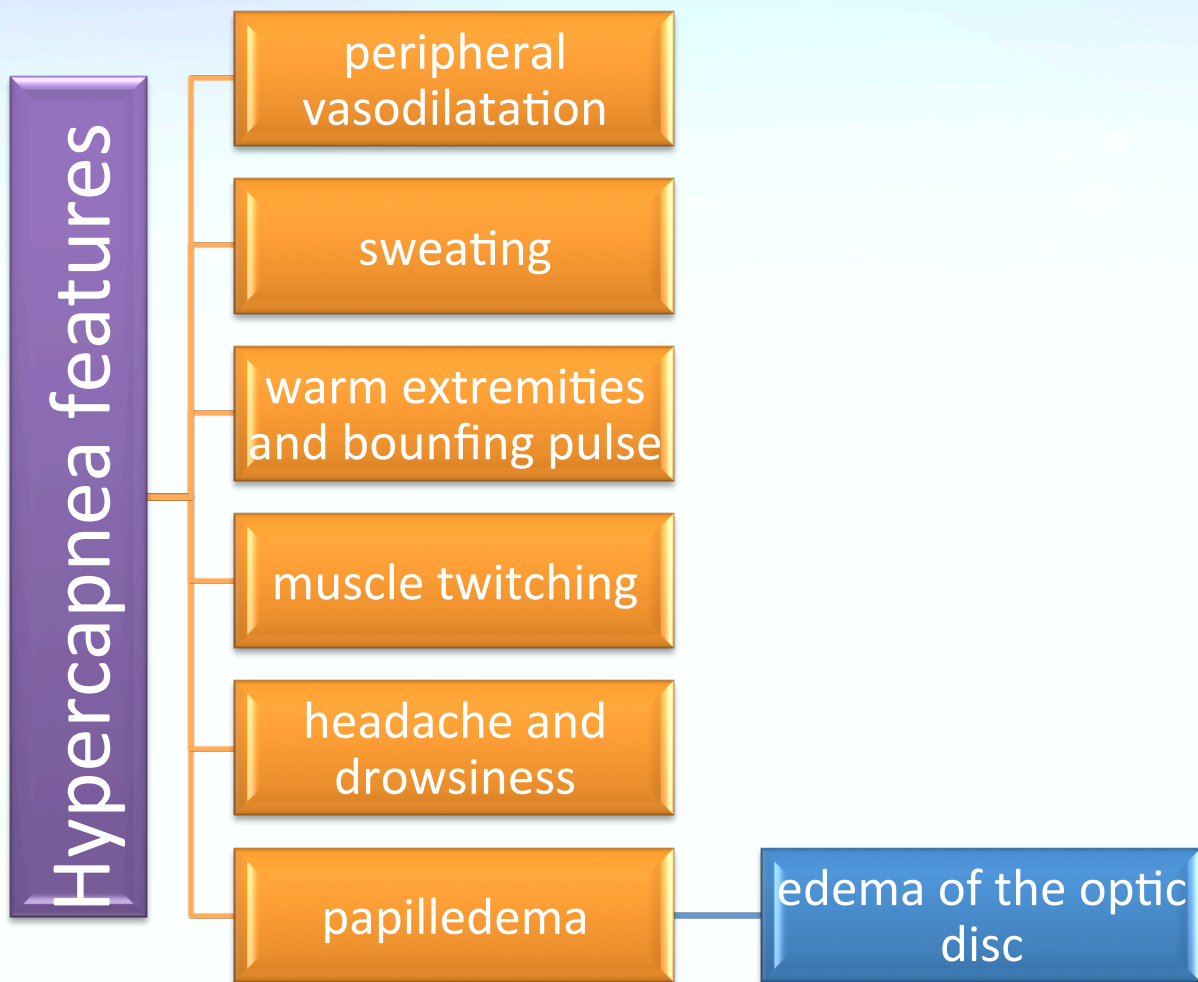 Hypercapnea features
peripheral
vasodilatation
sweating
warm extremities
and bounfing pulse
muscle twitching
headache and
drowsiness
papilledema
edema of the optic
disc